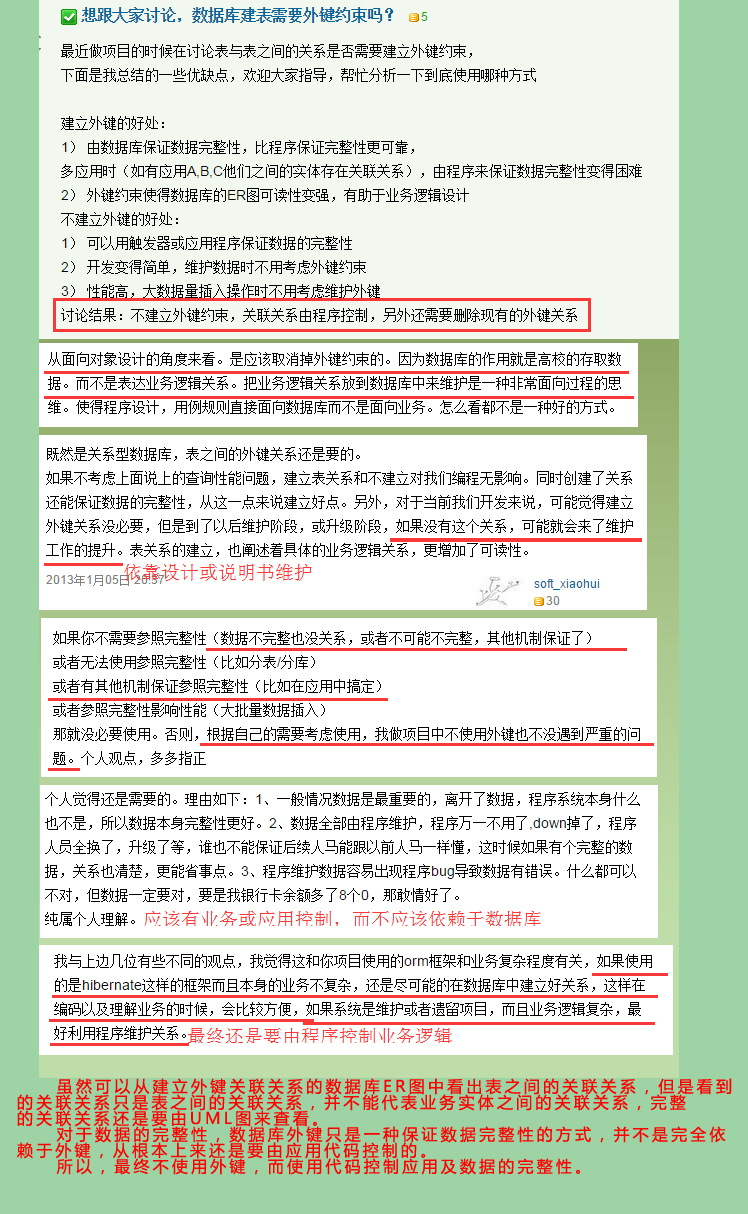 想跟大家讨论，数据库建表需要外键约束吗？ 5
最近做项目的时候在讨论表与表之间的关系是否需要建立外键约束，
下面是我总结的一些优缺点，欢迎大家指导，帮忙分析一下到底使用哪种方式
建立外键的好处：
1） 由数据库保证数据完整性，比程序保证完整性更可靠，
多应用时（如有应用A,B,C他们之间的实体存在关联关系），由程序来保证数据完整性变得困难
2） 外键约束使得数据库的ER图可读性变强，有助于业务逻辑设计
不建立外键的好处：
1） 可以用触发器或应用程序保证数据的完整性
2） 开发变得简单，维护数据时不用考虑外键约束
3） 性能高，大数据量插入操作时不用考虑维护外键
讨论结果：不建立外键约束，关联关系由程序控制，另外还需要删除现有的外键关系
从面向对象设计的角度来看。是应该取消掉外键约束的。因为数据库的作用就是高校的存取数
据。而不是表达业务逻辑关系。把业务逻辑关系放到数据库中来维护是一种非常面向过程的思
维。使得程序设计，用例规则直接面向数据库而不是面向业务。怎么看都不是一种好的方式。
既然是关系型数据库，表之间的外键关系还是要的。
如果不考虑上面说上的查询性能问题，建立表关系和不建立对我们编程无影响。同时创建了关系
还能保证数据的完整性，从这一点来说建立好点。另外，对于当前我们开发来说，可能觉得建立
外键关系没必要，但是到了以后维护阶段，或升级阶段，如果没有这个关系，可能就会来了维护
工作的提升。表关系的建立，也阐述着具体的业务逻辑关系，更增加了可读性。
依靠设计或说明书维护
2013年1月05日 20:57
soft_xiaohui
30
如果你不需要参照完整性（数据不完整也没关系，或者不可能不完整，其他机制保证了）
或者无法使用参照完整性（比如分表/分库）
或者有其他机制保证参照完整性（比如在应用中搞定）
或者参照完整性影响性能（大批量数据插入）
那就没必要使用。否则，根据自己的需要考虑使用，我做项目中不使用外键也不没遇到严重的问
题。个人观点，多多指正
个人觉得还是需要的。理由如下：1、一般情况数据是最重要的，离开了数据，程序系统本身什么
也不是，所以数据本身完整性更好。2、数据全部由程序维护，程序万一不用了,down掉了，程序
人员全换了，升级了等，谁也不能保证后续人马能跟以前人马一样懂，这时候如果有个完整的数
据，关系也清楚，更能省事点。3、程序维护数据容易出现程序bug导致数据有错误。什么都可以
不对，但数据一定要对，要是我银行卡余额多了8个0，那敢情好了。
纯属个人理解。应该有业务或应用控制，而不应该依赖于数据库
我与上边几位有些不同的观点，我觉得这和你项目使用的orm框架和业务复杂程度有关，如果使用
的是hibernate这样的框架而且本身的业务不复杂，还是尽可能的在数据库中建立好关系，这样在
编码以及理解业务的时候，会比较方便，如果系统是维护或者遗留项目，而且业务逻辑复杂，最
好利用程序维护关系。最终还是要由程序控制业务逻辑
虽然可以从建立外键关联关系的数据库ER图中看出表之间的关联关系，但是看到
的关联关系只是表之间的关联关系，并不能代表业务实体之间的关联关系，完整
的关联关系还是要由UML图来查看。
对于数据的完整性，数据库外键只是一种保证数据完整性的方式，并不是完全依
赖于外键，从根本上来还是要由应用代码控制的。
所以，最终不使用外键，而使用代码控制应用及数据的完整性。